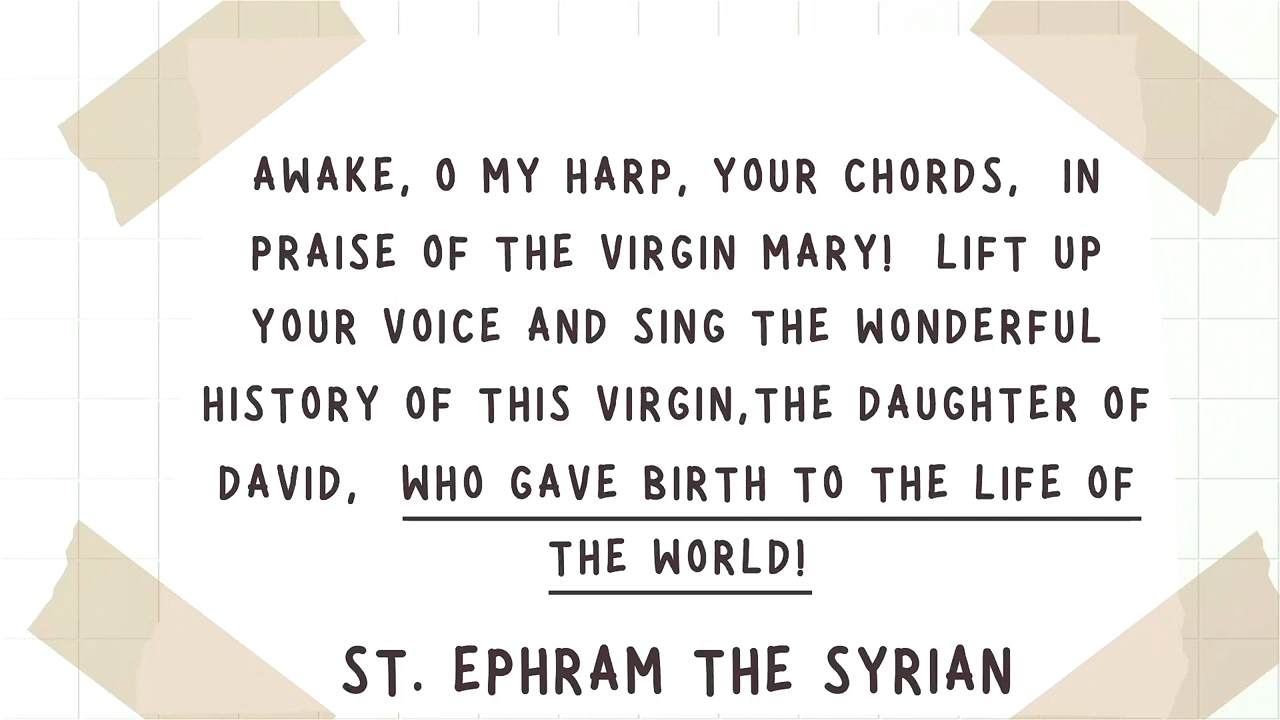 AWAKE, O MY HARP, YOUR CHORDS, IN
PRAISE OF THE VIRGIN MARY! LIFT UP
YOUR VOICE AND SING THE WONDERFUL
HISTORY OF THIS VIRGIN,THE DAUGHTER OF
DAVID, WHO GAVE BIRTH TO THE LIFE OF
THE WORLD!
ST. EPHRAM THE SYRIAN